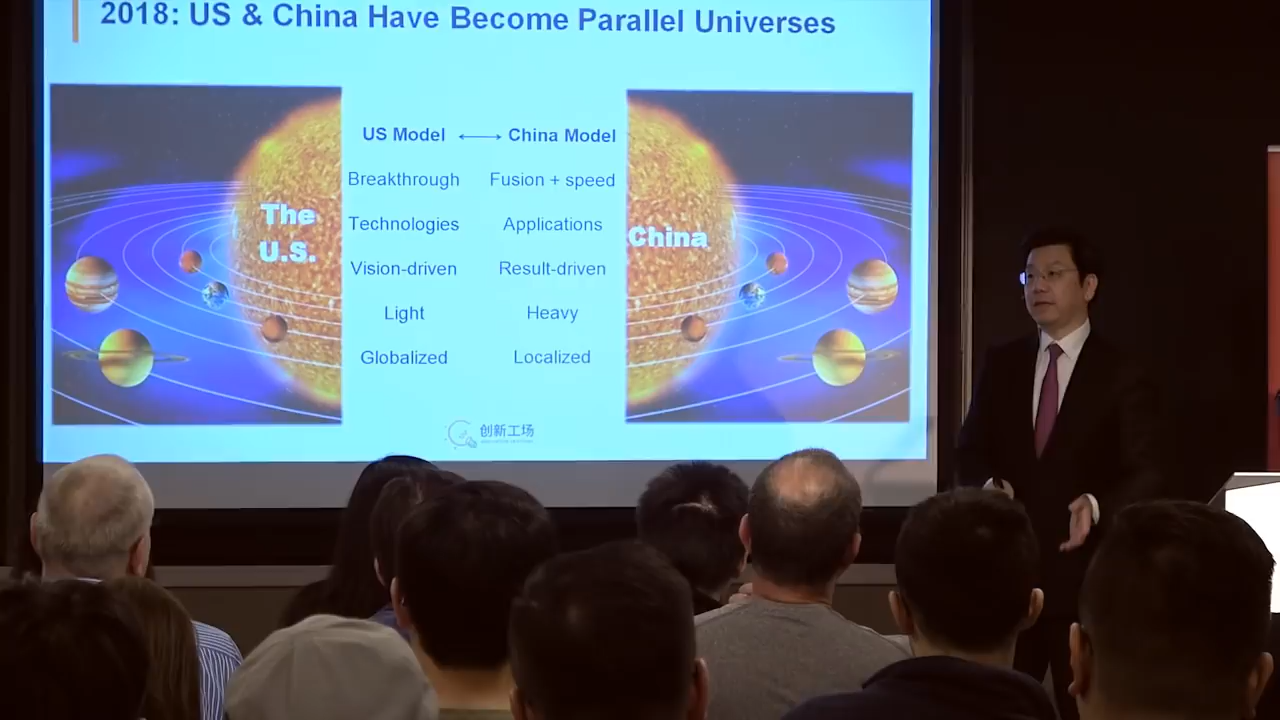 2018: US & China Have Become Parallel Universes
US Model ←→ China Model
Breakthrough Fusion + speed
Technologies Applications
Vision-driven Result-driven
Light Heavy
Globalized Localized
The
U.S.
China
创新工场